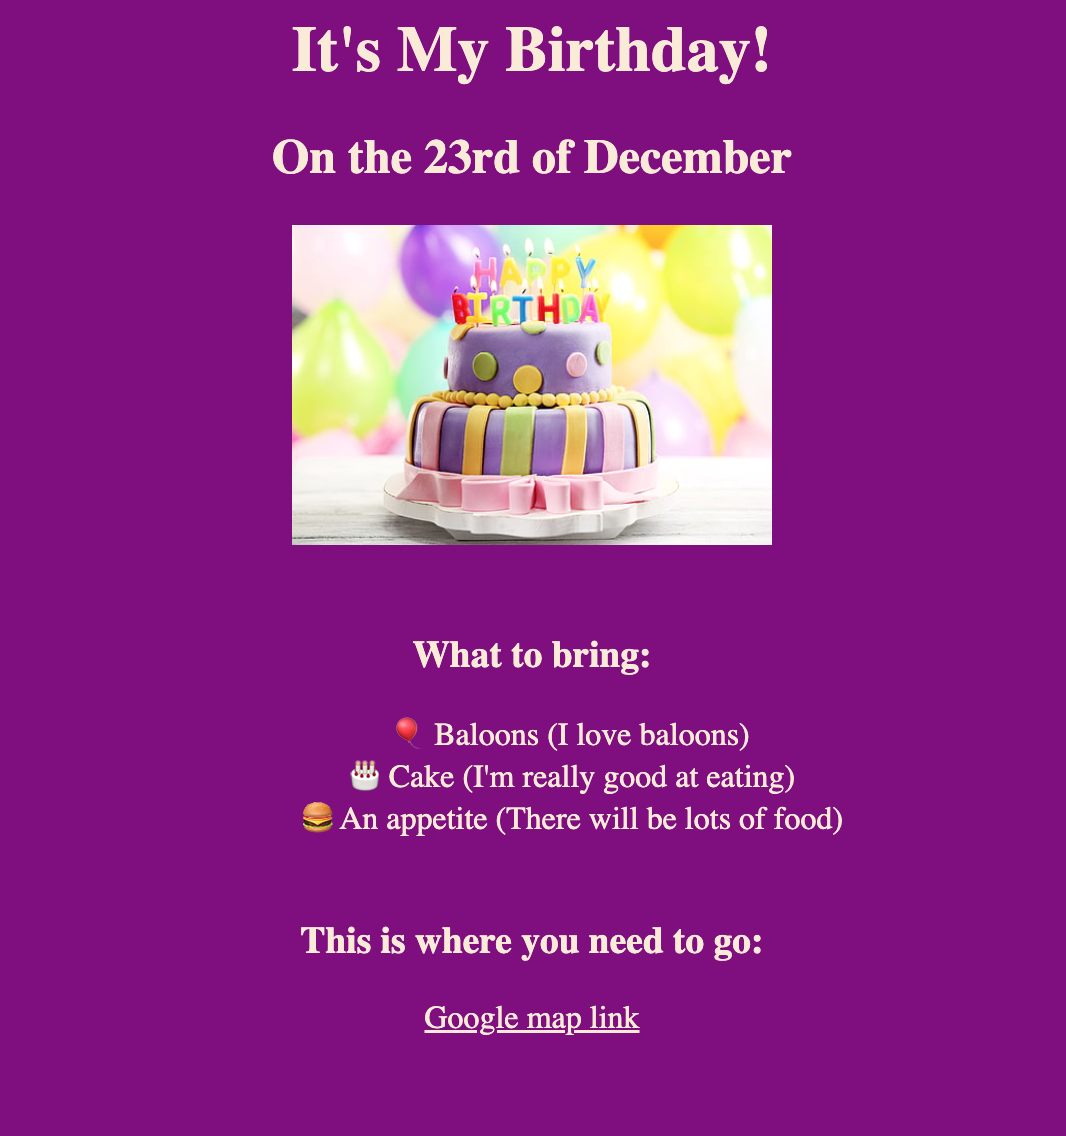 It's My Birthday!
On the 23rd of December
HAPPY
BIRTHDAY
What to bring:
🎈 Baloons (I love baloons)
🎂 Cake (I'm really good at eating)
🍔 An appetite (There will be lots of food)
This is where you need to go:
Google map link